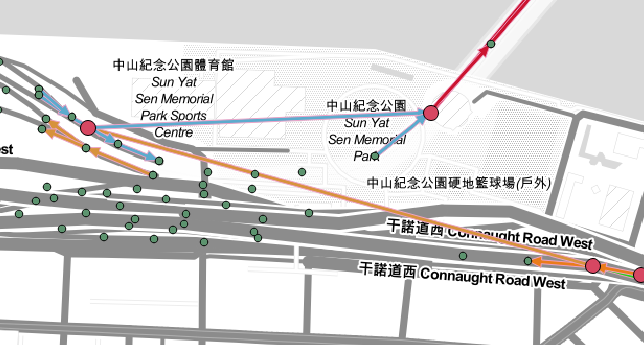 中山紀念公園體育館
Sun Yat
Sen Memorial
Park Sports
Centre
中山紀念公園
Sun Yat
Sen Memorial
Park
中山紀念公園硬地籃球場(戶外)
est
干諾道西 Connaught Road West
干諾道西 Connaught Road West